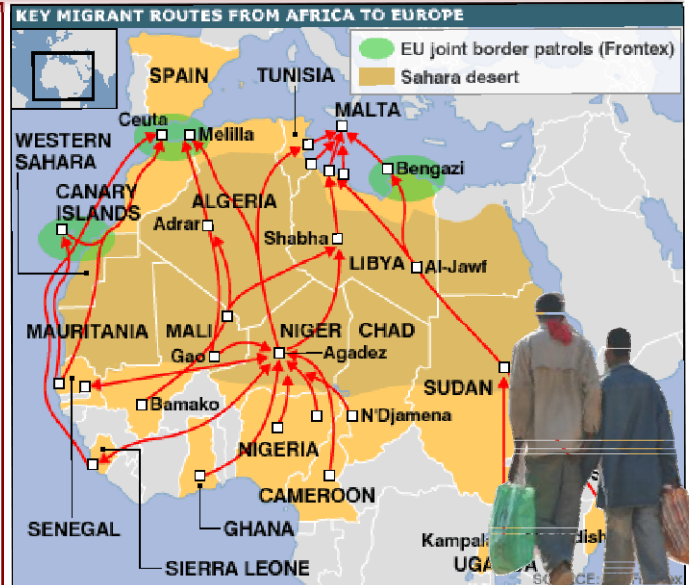 KEY MIGRANT ROUTES FROM AFRICA TO EUROPE
EU joint border patrols (Frontex)
Sahara desert
SPAIN
TUNISIA
MALTA
Ceuta
Melilla
WESTERN
SAHARA
Bengazi
CANARY
ISLANDS
ALGERIA
Adrar
Shabha
LIBYA
Al-Jawf
MAURITANIA
MALI
NIGER
CHAD
Gao
Agadez
SUDAN
Bamako
N'Djamena
NIGERIA
CAMEROON
SENEGAL
GHANA
SIERRA LEONE